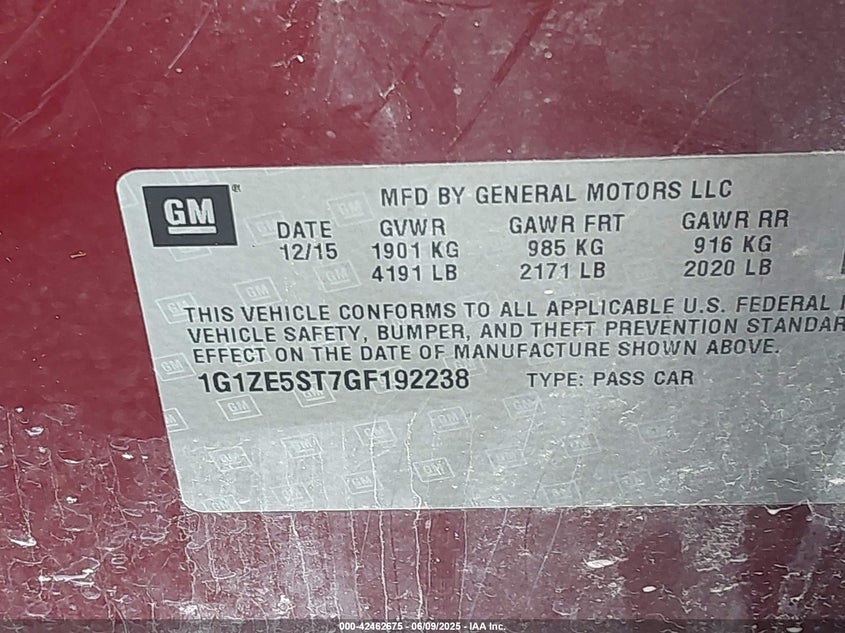 GM
MFD BY GENERAL MOTORS LLC
DATE GVWR GAWR FRT GAWR RR
12/15 1901 KG 985 KG 916 KG
4191 LB 2171 LB 2020 LB
THIS VEHICLE CONFORMS TO ALL APPLICABLE U.S. FEDERAL
VEHICLE SAFETY, BUMPER, AND THEFT PREVENTION STANDAR
EFFECT ON THE DATE OF MANUFACTURE SHOWN ABOVE.
1G1ZE5ST7GF192238 TYPE: PASS CAR
000-42462675 - 06/09/2025 - IAA Inc.